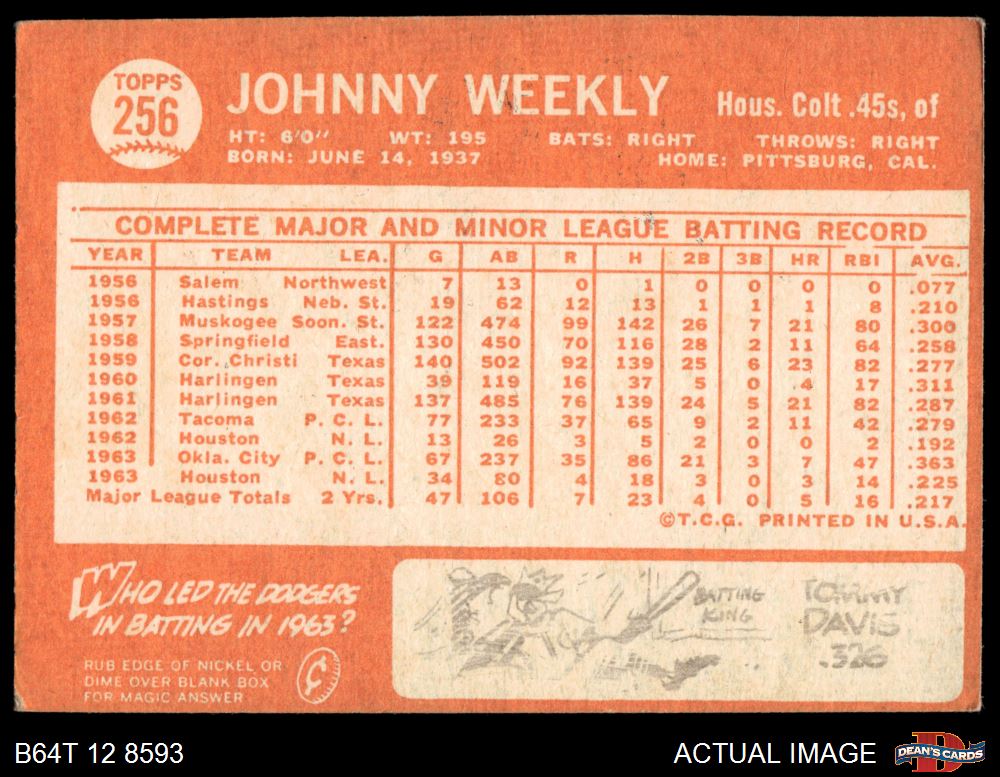 TOPPS
256
JOHNNY WEEKLY Hous. Colt .45s, of
HT: 6'0" WT: 195 BATS: RIGHT THROWS: RIGHT
BORN: JUNE 14, 1937 HOME: PITTSBURG, CAL.
COMPLETE MAJOR AND MINOR LEAGUE BATTING RECORD
YEAR TEAM LEA. G AB R H 2B 3B HR RBI AVG.
1956 Salem Northwest 7 13 0 1 0 0 0 0 .077
1956 Hastings Neb. St. 19 62 12 13 1 1 1 8 .210
1957 Muskogee Soon. St. 122 474 99 142 26 7 21 80 .300
1958 Springfield East. 130 450 70 116 28 2 11 64 .258
1959 Cor. Christi Texas 140 502 92 139 25 6 23 82 .277
1960 Harlingen Texas 39 119 16 37 5 0 4 17 .311
1961 Harlingen Texas 137 485 76 139 24 5 21 82 .287
1962 Tacoma P. C. L. 77 233 37 65 9 2 11 42 .279
1962 Houston N. L. 13 26 3 5 2 0 0 2 .192
1963 Okla. City P. C. L. 67 237 35 86 21 3 7 47 .363
1963 Houston N. L. 34 80 4 18 3 0 3 14 .225
Major League Totals 2 Yrs. 47 106 7 23 4 0 5 16 .217
©T.C.G. PRINTED IN U.S.A.
WHO LED THE DODGERS
IN BATTING IN 1963?
RUB EDGE OF NICKEL OR
DIME OVER BLANK BOX
FOR MAGIC ANSWER
¢
BATTING
KING
TOMMY
DAVIS
.326
B64T 12 8593 ACTUAL IMAGE DEAN'S CARDS